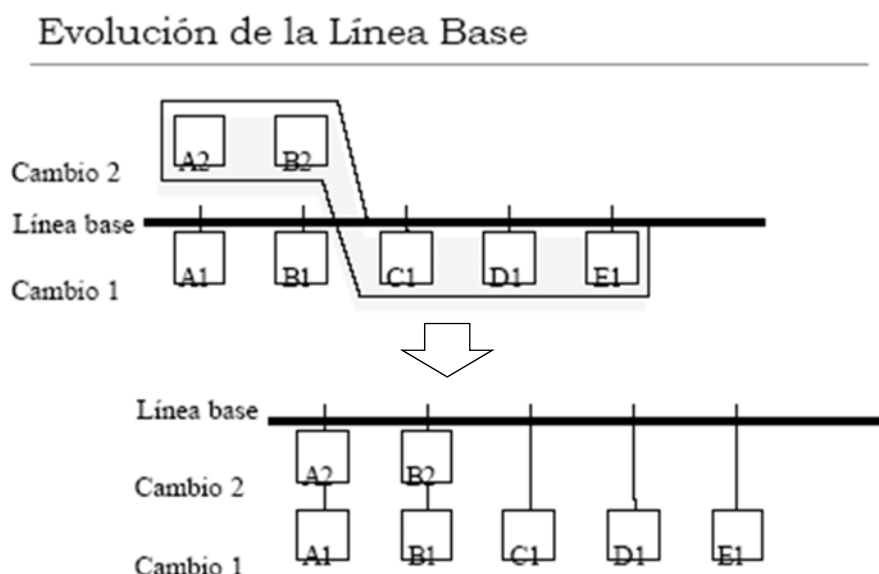 Evolución de la Línea Base
A2 B2
Cambio 2
Línea base
A1 B1 C1 D1 E1
Cambio 1
Línea base
A2 B2
Cambio 2
A1 B1 C1 D1 E1
Cambio 1